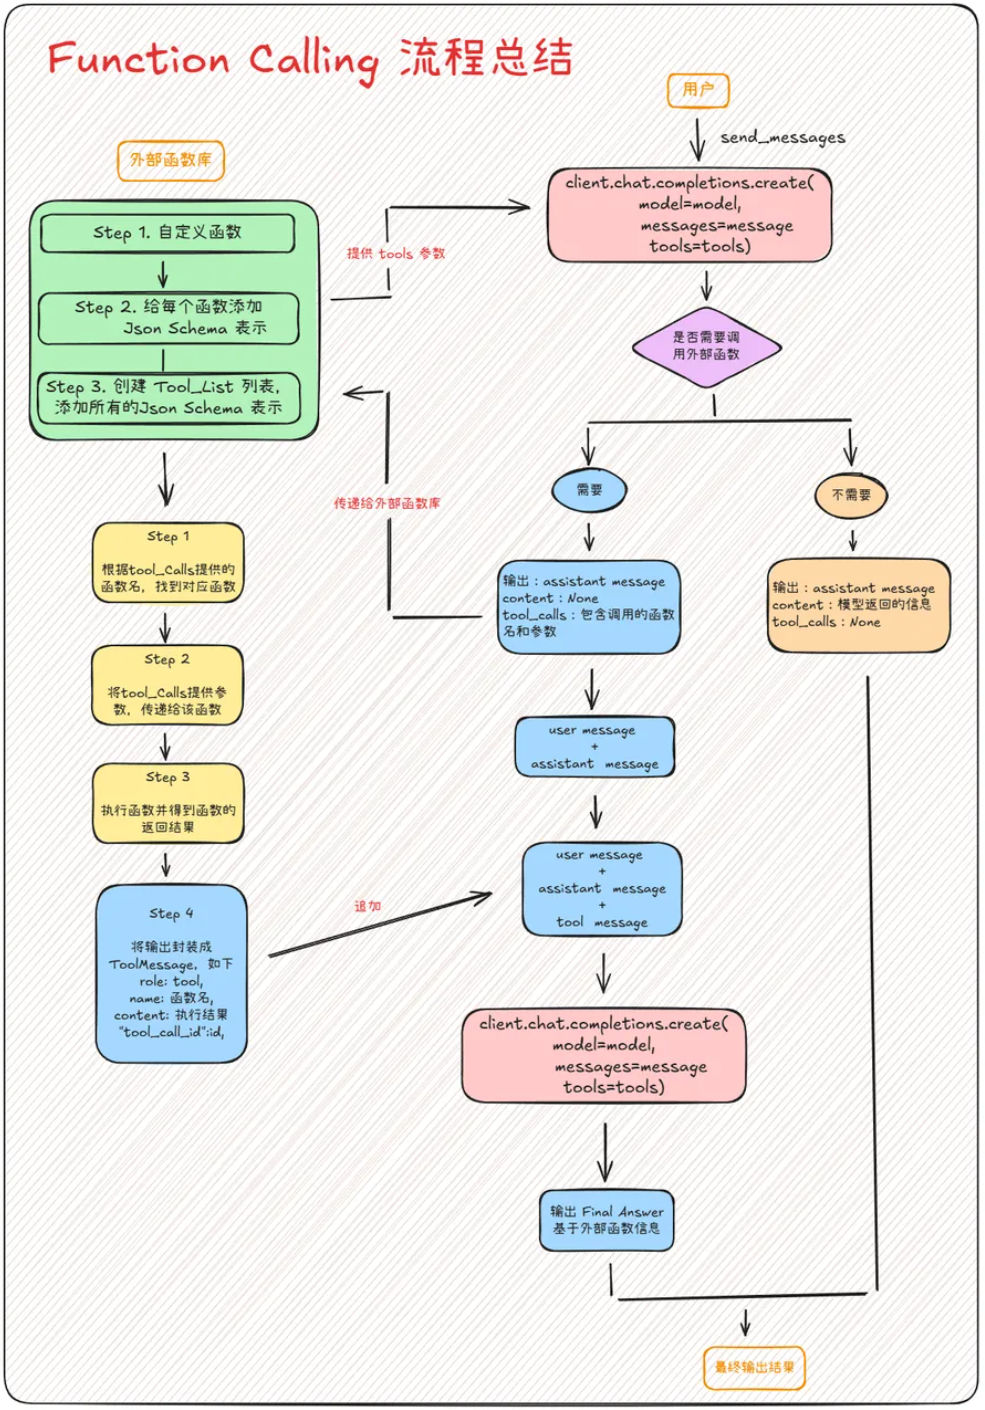 Function Calling 流程总结
用户
send_messages
外部函数库
client.chat.completions.create(
model=model,
messages=message
tools=tools)
Step 1. 自定义函数
提供 tools 参数
Step 2. 给每个函数添加
Json Schema 表示
是否需要调
用外部函数
Step 3. 创建 Tool_List 列表，
添加所有的Json Schema 表示
传递给外部函数库
需要
不需要
Step 1
根据tool_Calls提供的
函数名，找到对应函数
输出：assistant message
content：None
tool_calls：包含调用的函数
名和参数
输出：assistant message
content：模型返回的信息
tool_calls：None
Step 2
将tool_Calls提供参
数，传递给该函数
user message
+
assistant message
Step 3
执行函数并得到函数的
返回结果
user message
+
assistant message
+
tool message
追加
Step 4
将输出封装成
ToolMessage，如下
role: tool,
name: 函数名,
content: 执行结果
"tool_call_id":id,
client.chat.completions.create(
model=model,
messages=message
tools=tools)
输出 Final Answer
基于外部函数信息
最终输出结果